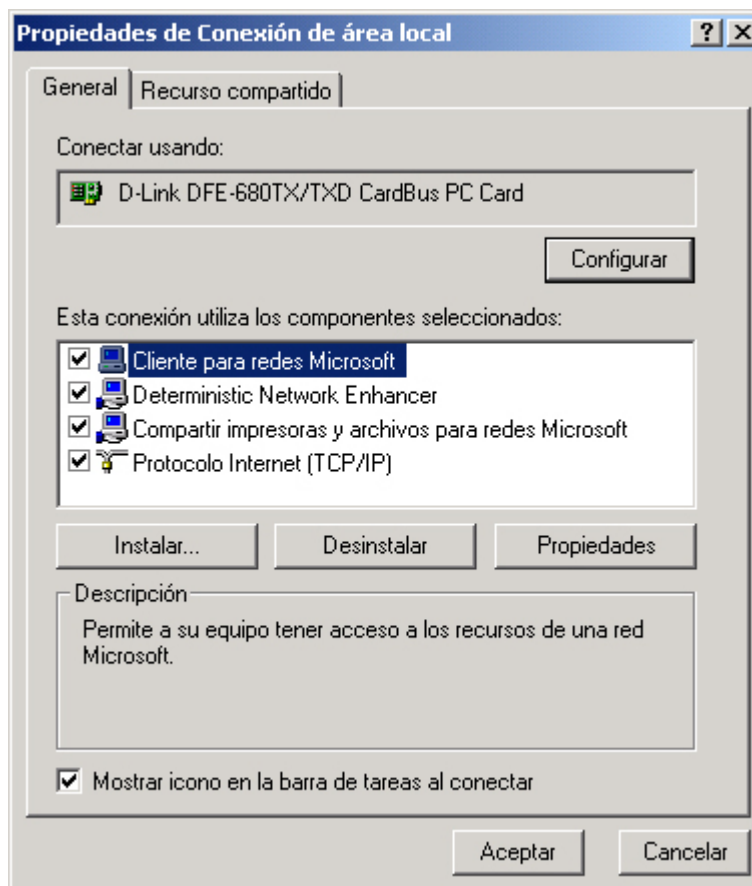 Propiedades de Conexión de área local
General
Recurso compartido
Conectar usando:
D-Link DFE-680TX/TXD CardBus PC Card
Configurar
Esta conexión utiliza los componentes seleccionados:
Cliente para redes Microsoft
Deterministic Network Enhancer
Compartir impresoras y archivos para redes Microsoft
Protocolo Internet (TCP/IP)
Instalar...
Desinstalar
Propiedades
Descripción
Permite a su equipo tener acceso a los recursos de una red
Microsoft.
Mostrar icono en la barra de tareas al conectar
Aceptar
Cancelar